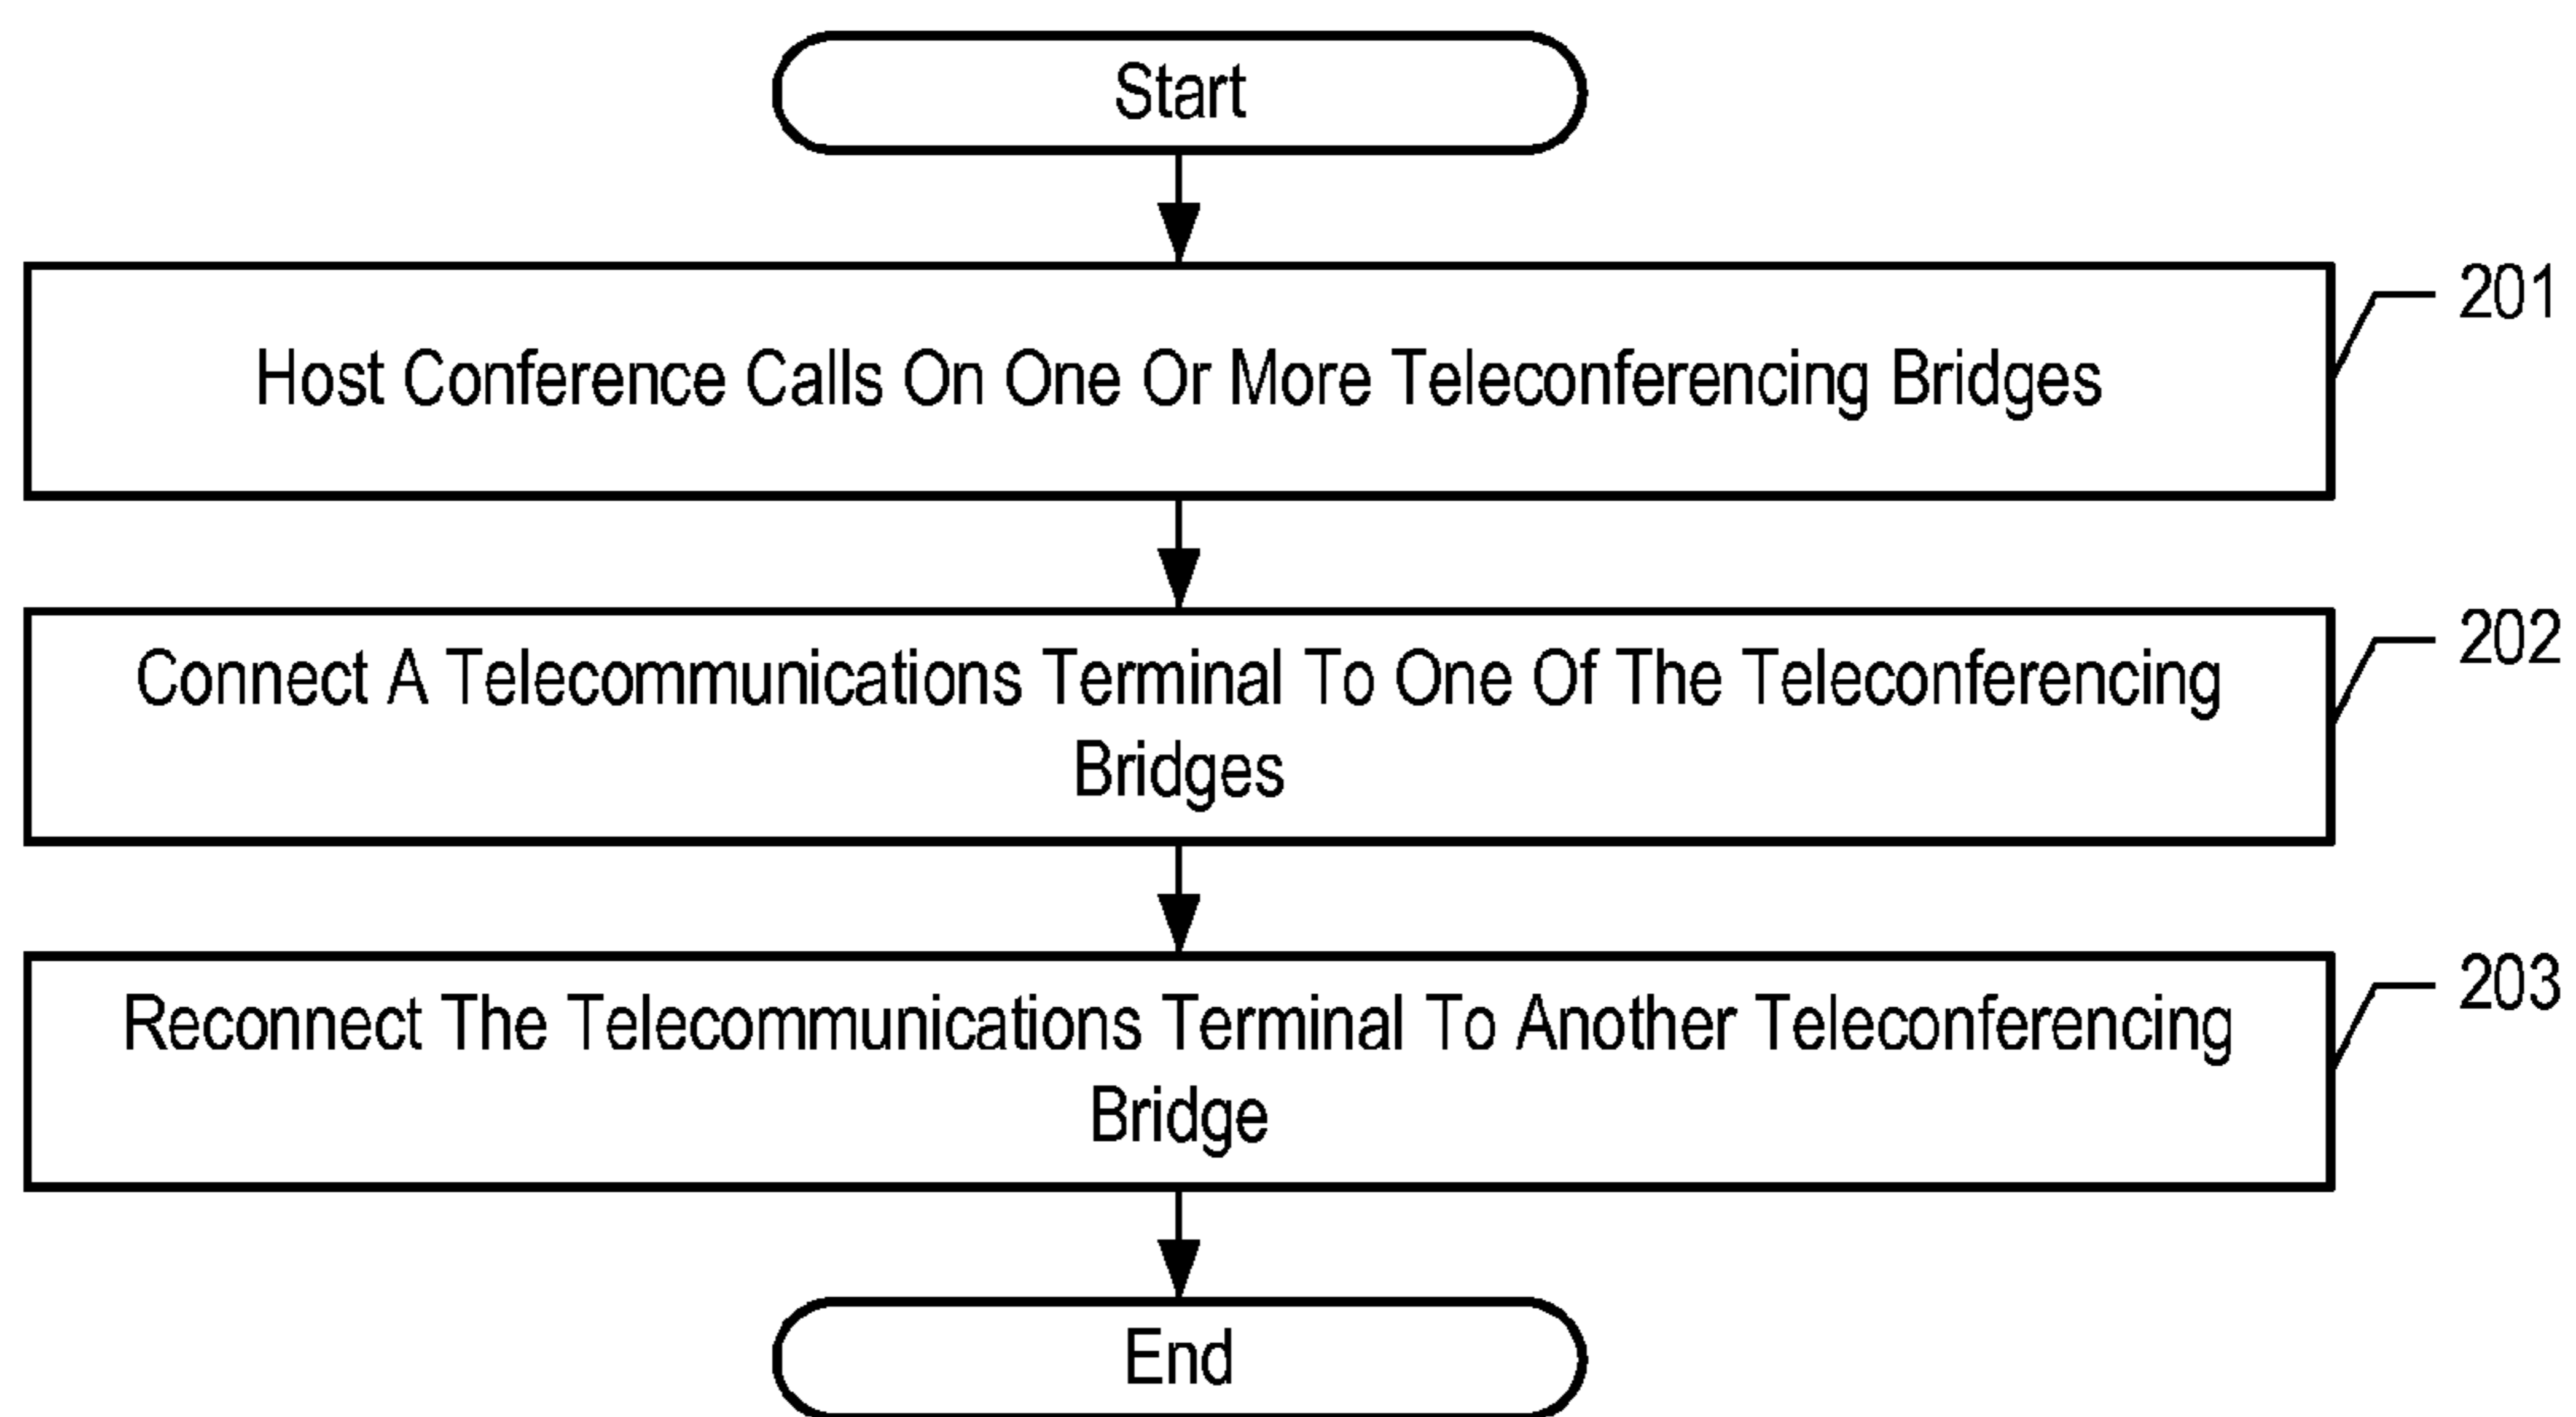 Start
Host Conference Calls On One Or More Teleconferencing Bridges
201
Connect A Telecommunications Terminal To One Of The Teleconferencing
Bridges
202
Reconnect The Telecommunications Terminal To Another Teleconferencing
Bridge
203
End